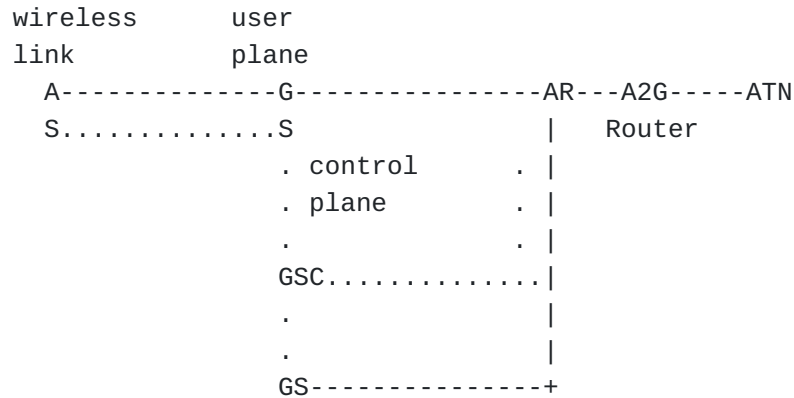 wireless      user
link          plane
  A--------------G----------------AR---A2G-----ATN
  S..............S                |   Router
                 . control      . |
                 . plane        . |
                 .              . |
                 GSC..............|
                 .                |
                 .                |
                 GS---------------+